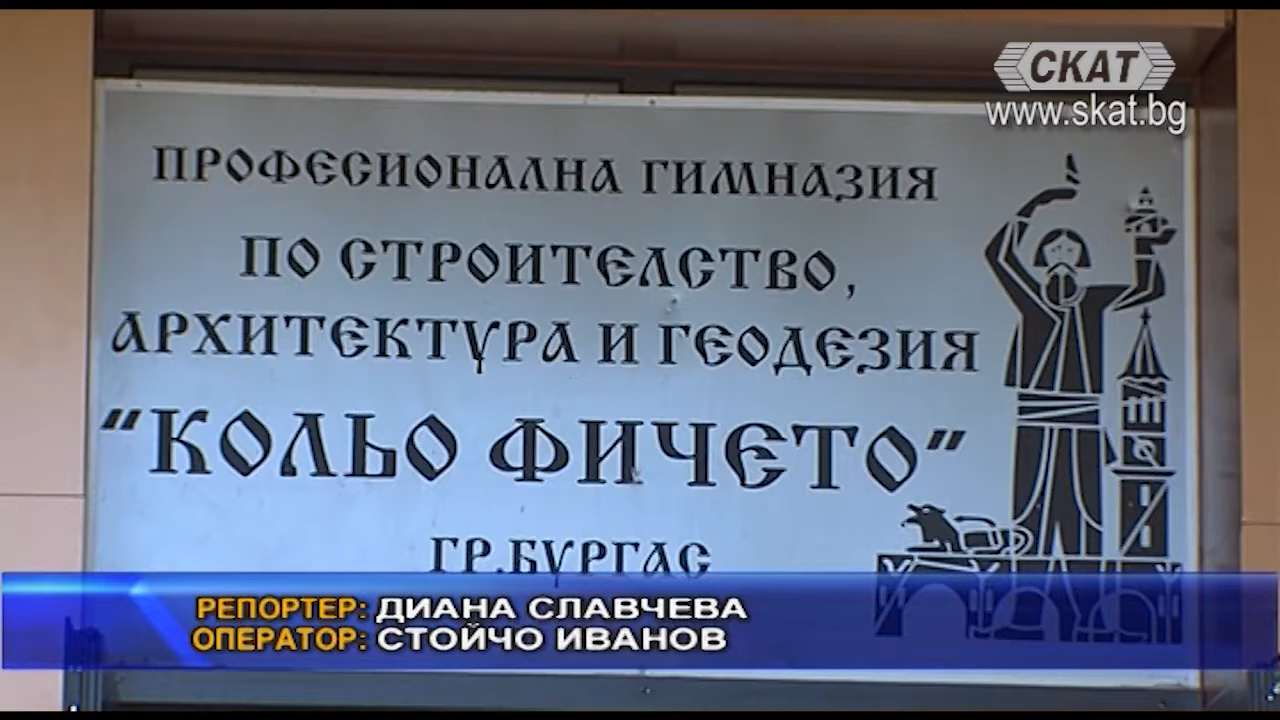 СКАТ
www.skat.bg
ПРОФЕСИОНАЛНА ГИМНАЗИЯ
ПО СТРОИТЕЛСТВО,
АРХИТЕКТУРА И ГЕОДЕЗИЯ
"КОЛЬО ФИЧЕТО"
ГР.БУРГАС
РЕПОРТЕР: ДИАНА СЛАВЧЕВА
ОПЕРАТОР: СТОЙЧО ИВАНОВ